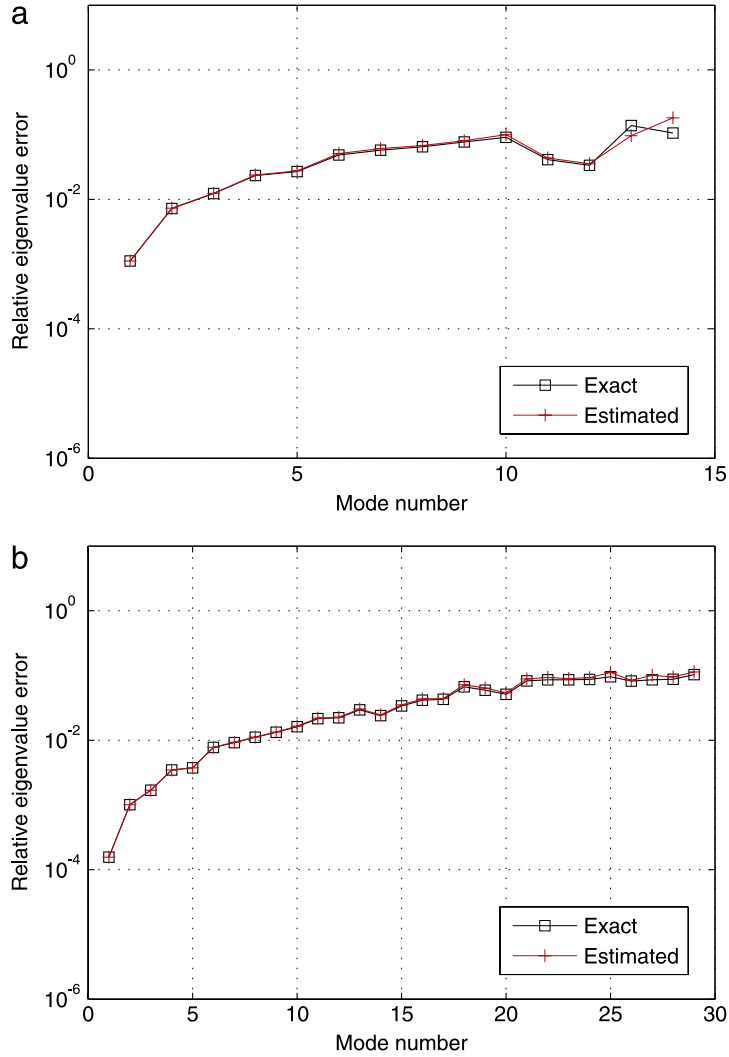 a
Relative eigenvalue error
10^0
10^-2
10^-4
10^-6
0 5 10 15
Mode number
Exact
Estimated
b
Relative eigenvalue error
10^0
10^-2
10^-4
10^-6
0 5 10 15 20 25 30
Mode number
Exact
Estimated